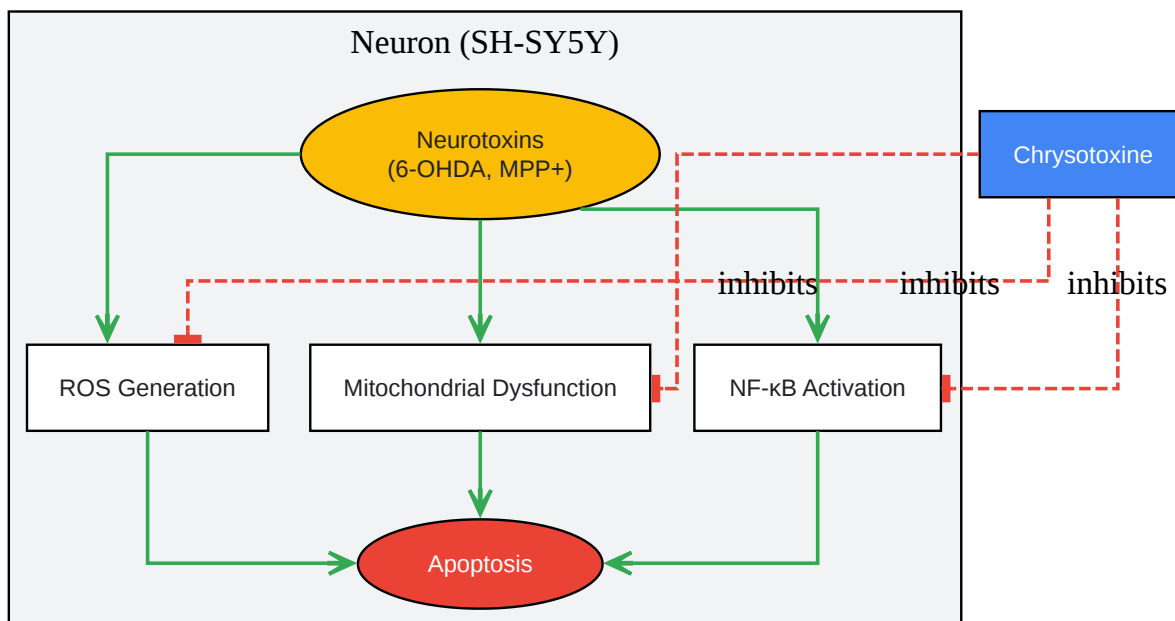 Neuron (SH-SY5Y)
Neurotoxins
(6-OHDA, MPP+)
Chrysotoxine
inhibits
inhibits
inhibits
ROS Generation
Mitochondrial Dysfunction
NF-κB Activation
Apoptosis